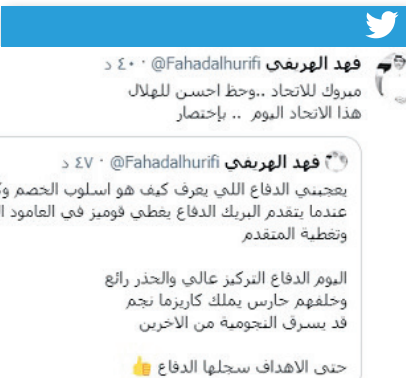 فهد الهريفي @Fahadalhurifi · ٤٠ د
مبروك للاتحاد ..وحظ احسن للهلال
هذا الاتحاد اليوم .. بإختصار
فهد الهريفي @Fahadalhurifi · ٤٧ د
يعجبني الدفاع اللي يعرف كيف هو اسلوب الخصم
عندما يتقدم البريك الدفاع يغطي قوميز في العامود
وتغطية المتقدم
اليوم الدفاع التركيز عالي والحذر رائع
وخلفهم حارس يملك كاريزما نجم
قد يسرق النجومية من الاخرين
حتى الاهداف سجلها الدفاع 👍